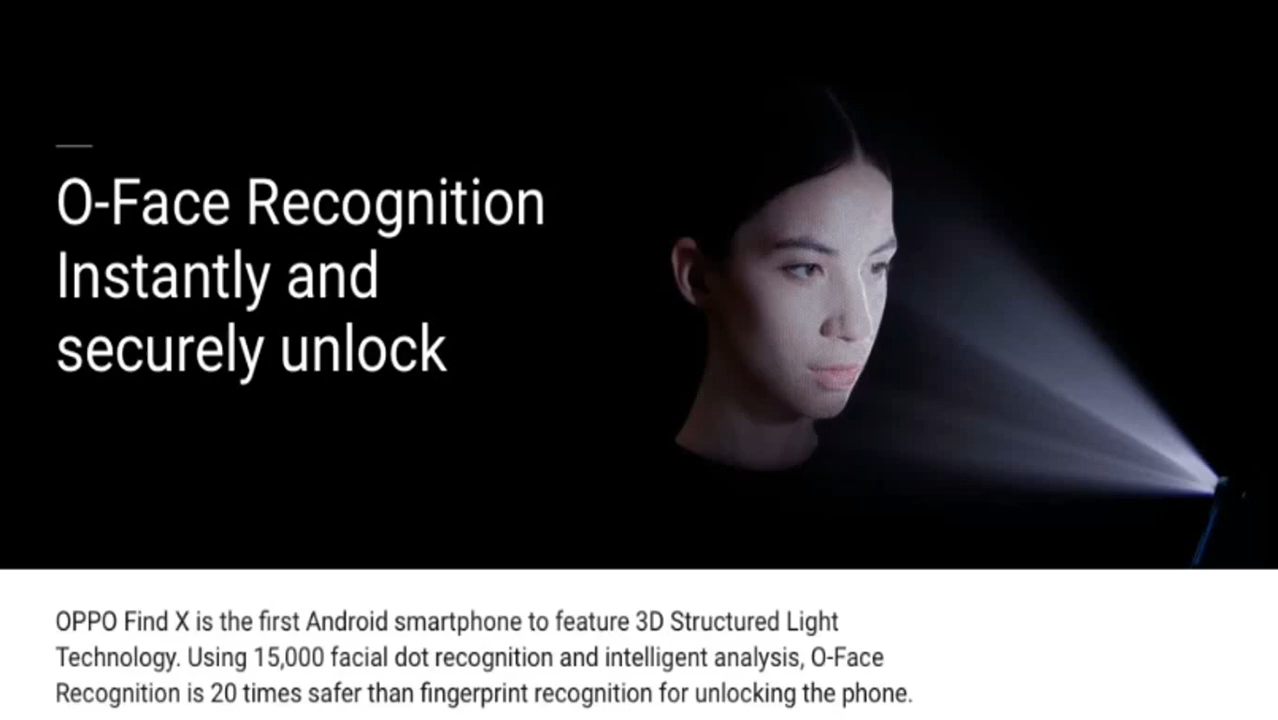 O-Face Recognition
Instantly and
securely unlock
OPPO Find X is the first Android smartphone to feature 3D Structured Light
Technology. Using 15,000 facial dot recognition and intelligent analysis, O-Face
Recognition is 20 times safer than fingerprint recognition for unlocking the phone.